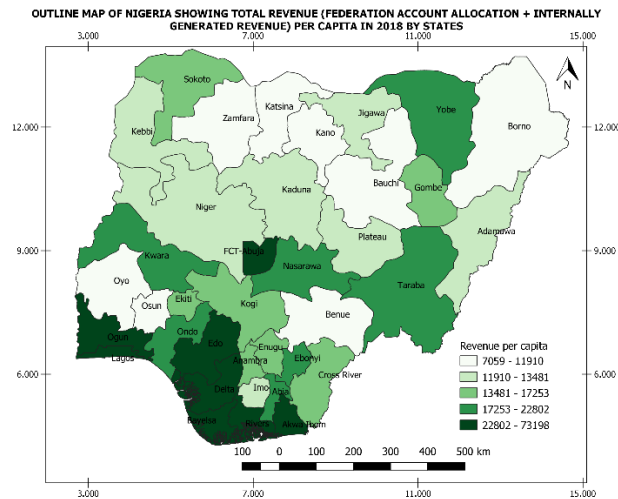 OUTLINE MAP OF NIGERIA SHOWING TOTAL REVENUE (FEDERATION ACCOUNT ALLOCATION + INTERNALLY
GENERATED REVENUE) PER CAPITA IN 2018 BY STATES
3.000 7.000 11.000 15.000
N
Sokoto
Katsina
Jigawa
Yobe
Borno
Zamfara
Kano
12.000 12.000
Kebbi
Kaduna
Bauchi
Gombe
Niger
Adamawa
Plateau
9.000 9.000
FCT-Abuja
Kwara
Nasarawa
Taraba
Oyo
Osun
Ekiti
Kogi
Benue
Ogun
Ondo
Edo
Enugu
Ebonyi
Lagos
Anambra
Cross River
6.000 6.000
Delta
Imo
Abia
Bayelsa
Rivers
Akwa Ibom
Revenue per capita
7059 - 11910
11910 - 13481
13481 - 17253
17253 - 22802
22802 - 73198
100 0 100 200 300 400 500 km
3.000 7.000 11.000 15.000